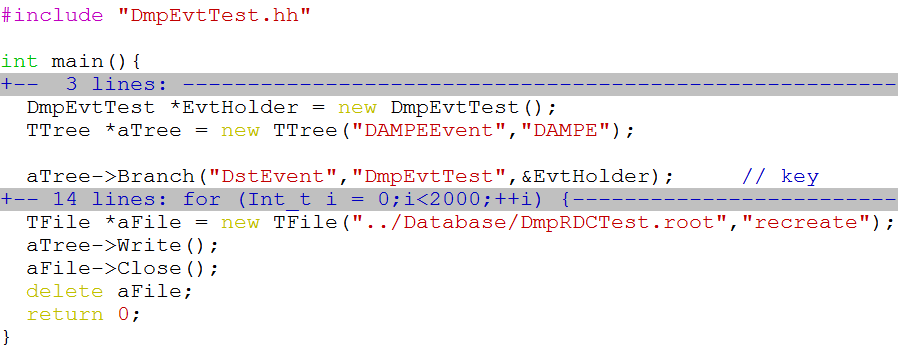 #include "DmpEvtTest.hh"
int main(){
+--  3 lines: --------------------------------------------------------
  DmpEvtTest *EvtHolder = new DmpEvtTest();
  TTree *aTree = new TTree("DAMPEEvent","DAMPE");
  aTree->Branch("DstEvent","DmpEvtTest",&EvtHolder);     // key
+-- 14 lines: for (Int_t i = 0;i<2000;++i) {-------------------------
  TFile *aFile = new TFile("../Database/DmpRDCTest.root","recreate");
  aTree->Write();
  aFile->Close();
  delete aFile;
  return 0;
}